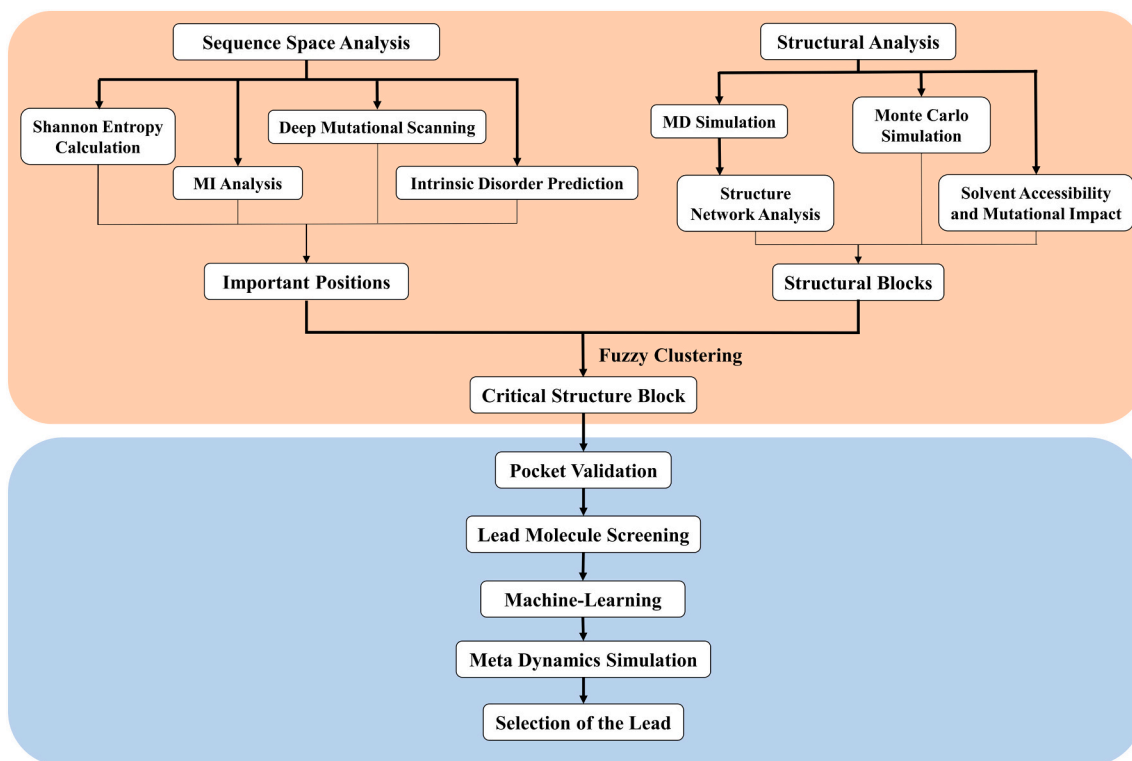 Sequence Space Analysis
Structural Analysis
Shannon Entropy
Calculation
Deep Mutational Scanning
MI Analysis
Intrinsic Disorder Prediction
MD Simulation
Monte Carlo
Simulation
Structure
Network Analysis
Solvent Accessibility
and Mutational Impact
Important Positions
Structural Blocks
Fuzzy Clustering
Critical Structure Block
Pocket Validation
Lead Molecule Screening
Machine-Learning
Meta Dynamics Simulation
Selection of the Lead